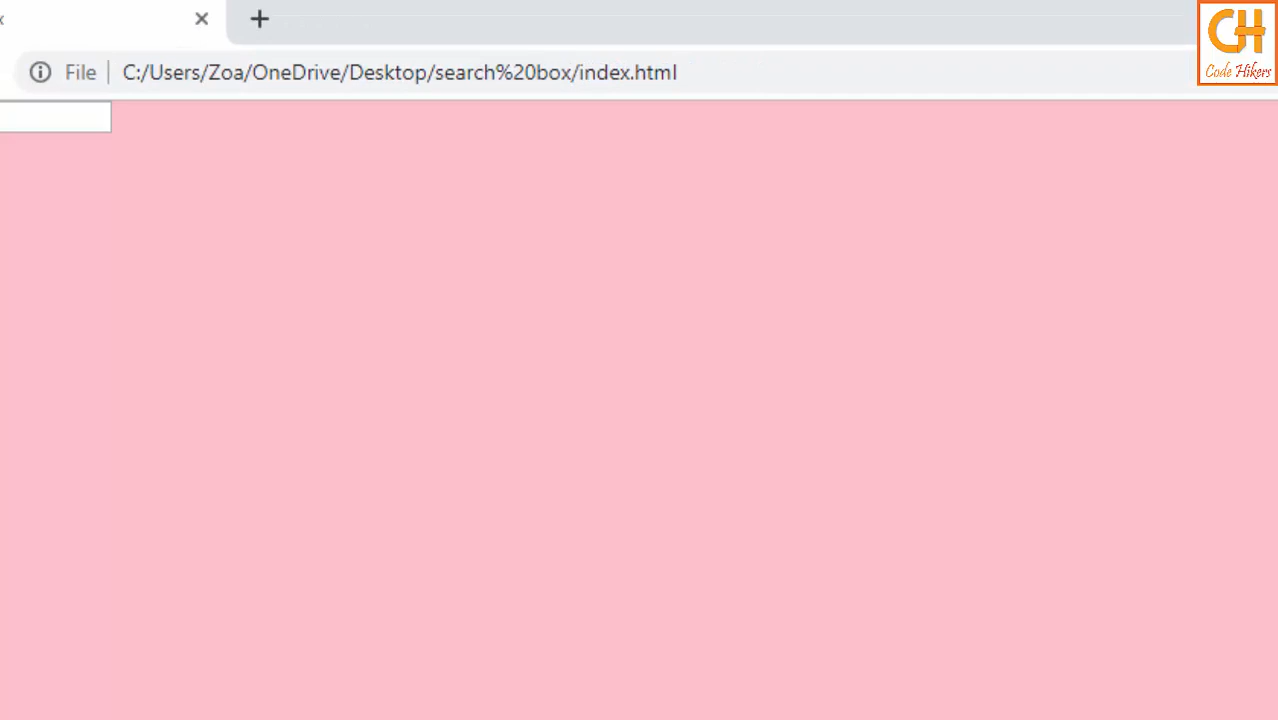 x
File
C:/Users/Zoa/OneDrive/Desktop/search%20box/index.html
CH
Code Hikers